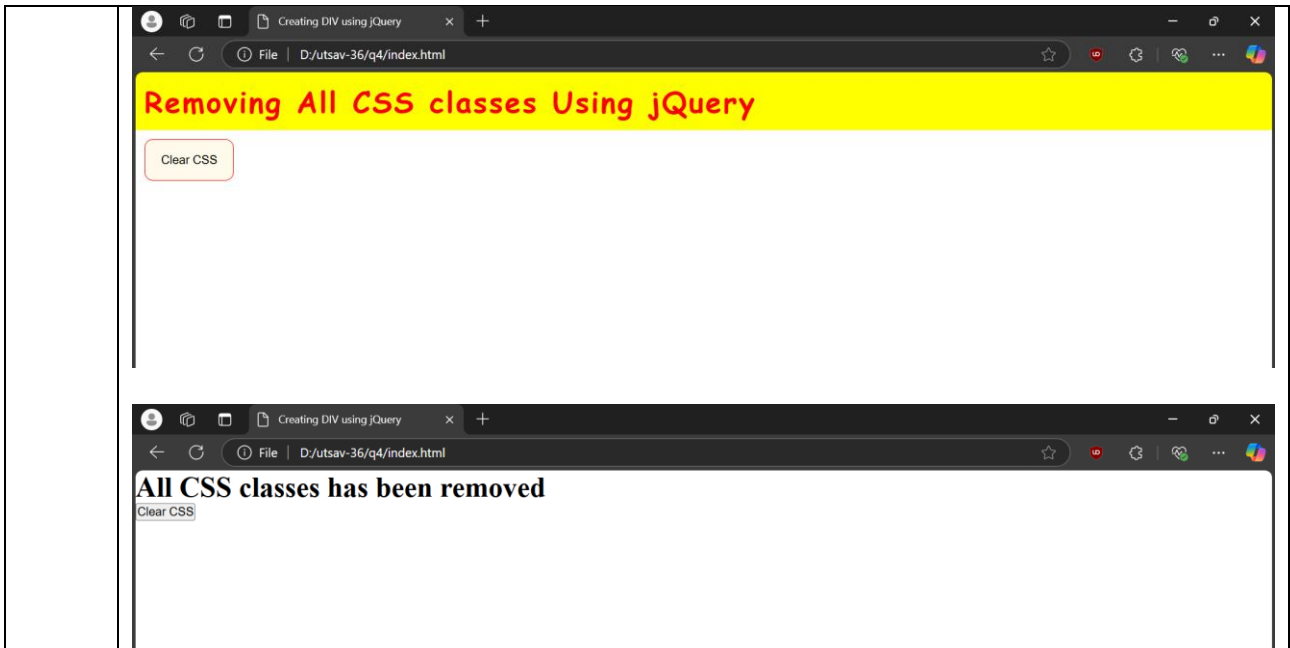 Creating DIV using jQuery
File | D:/utsav-36/q4/index.html
Removing All CSS classes Using jQuery
Clear CSS
Creating DIV using jQuery
File | D:/utsav-36/q4/index.html
All CSS classes has been removed
Clear CSS